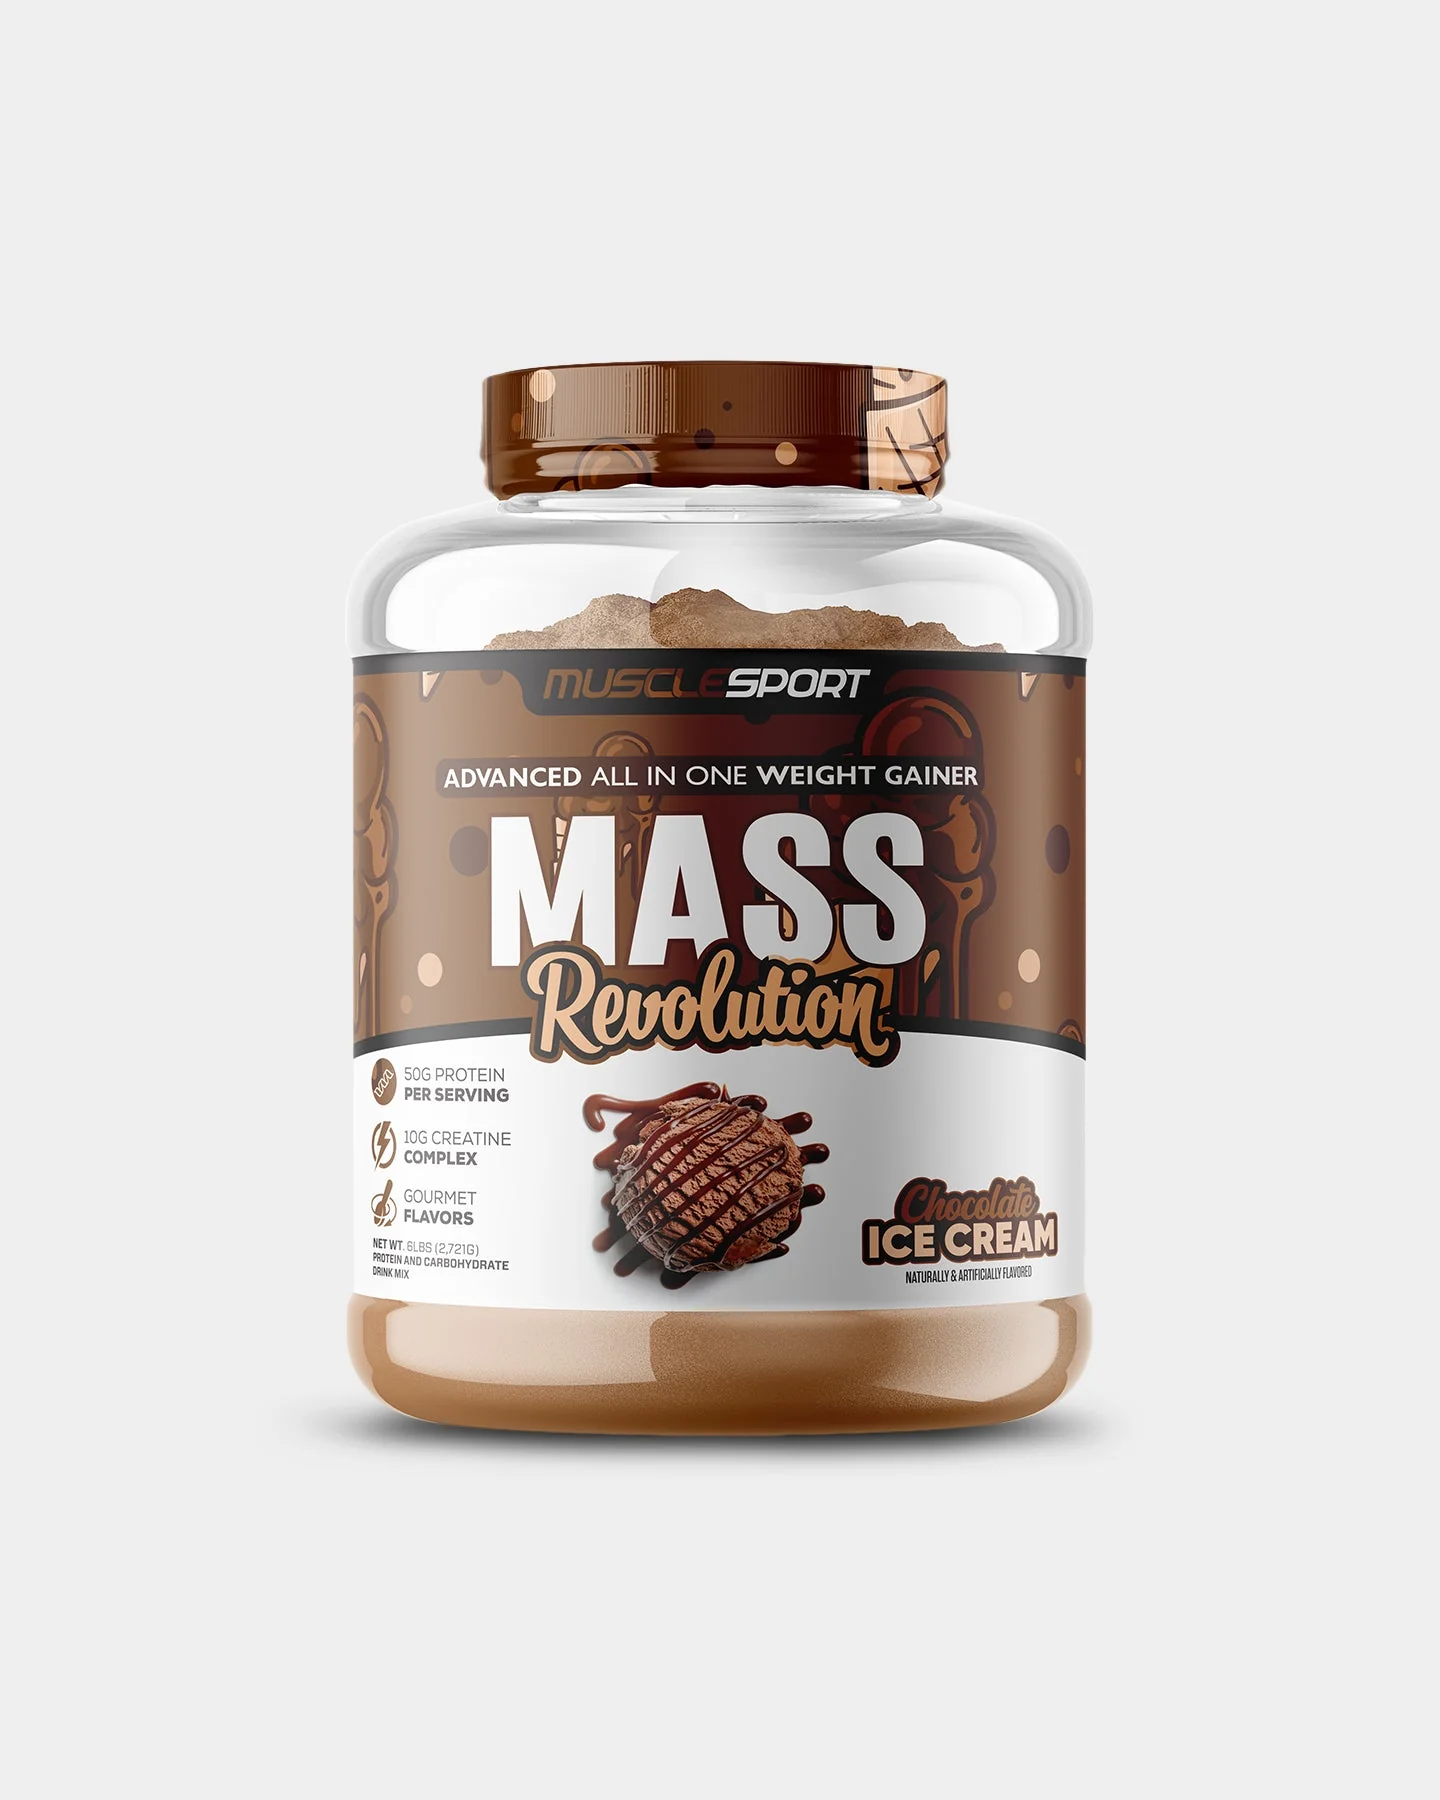 MUSCLESPORT
ADVANCED ALL IN ONE WEIGHT GAINER
MASS
Revolution
50G PROTEIN
PER SERVING
10G CREATINE
COMPLEX
GOURMET
FLAVORS
NET WT. 6LBS (2,721G)
PROTEIN AND CARBOHYDRATE
DRINK MIX
Chocolate
ICE CREAM
NATURALLY & ARTIFICIALLY FLAVORED